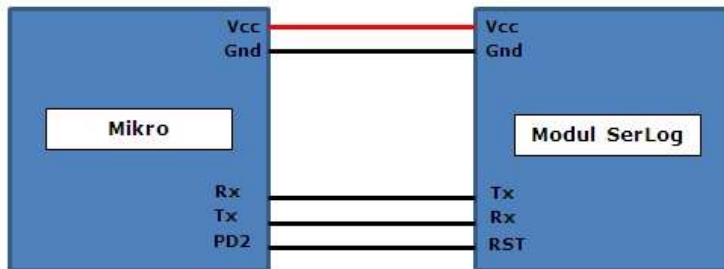 Vcc Vcc
Gnd Gnd
Mikro Modul SerLog
Rx Tx
Tx Rx
PD2 RST